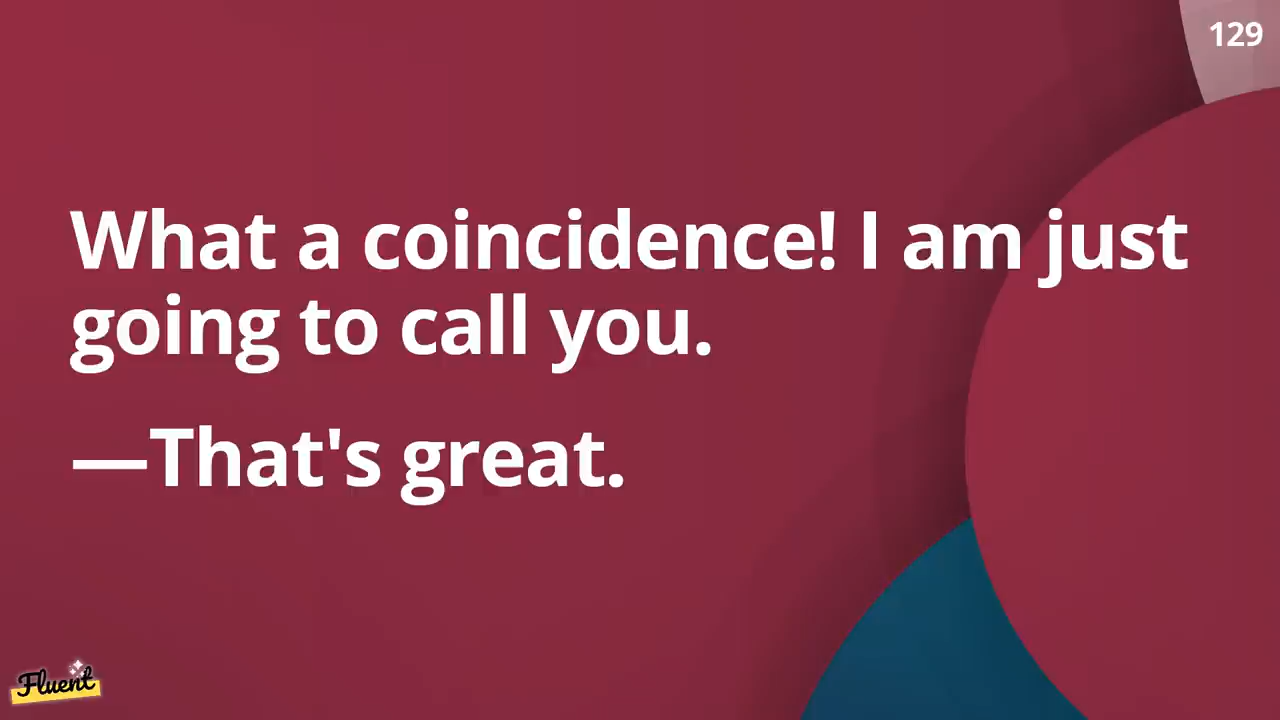 129
What a coincidence! I am just
going to call you.
—That's great.
Fluent